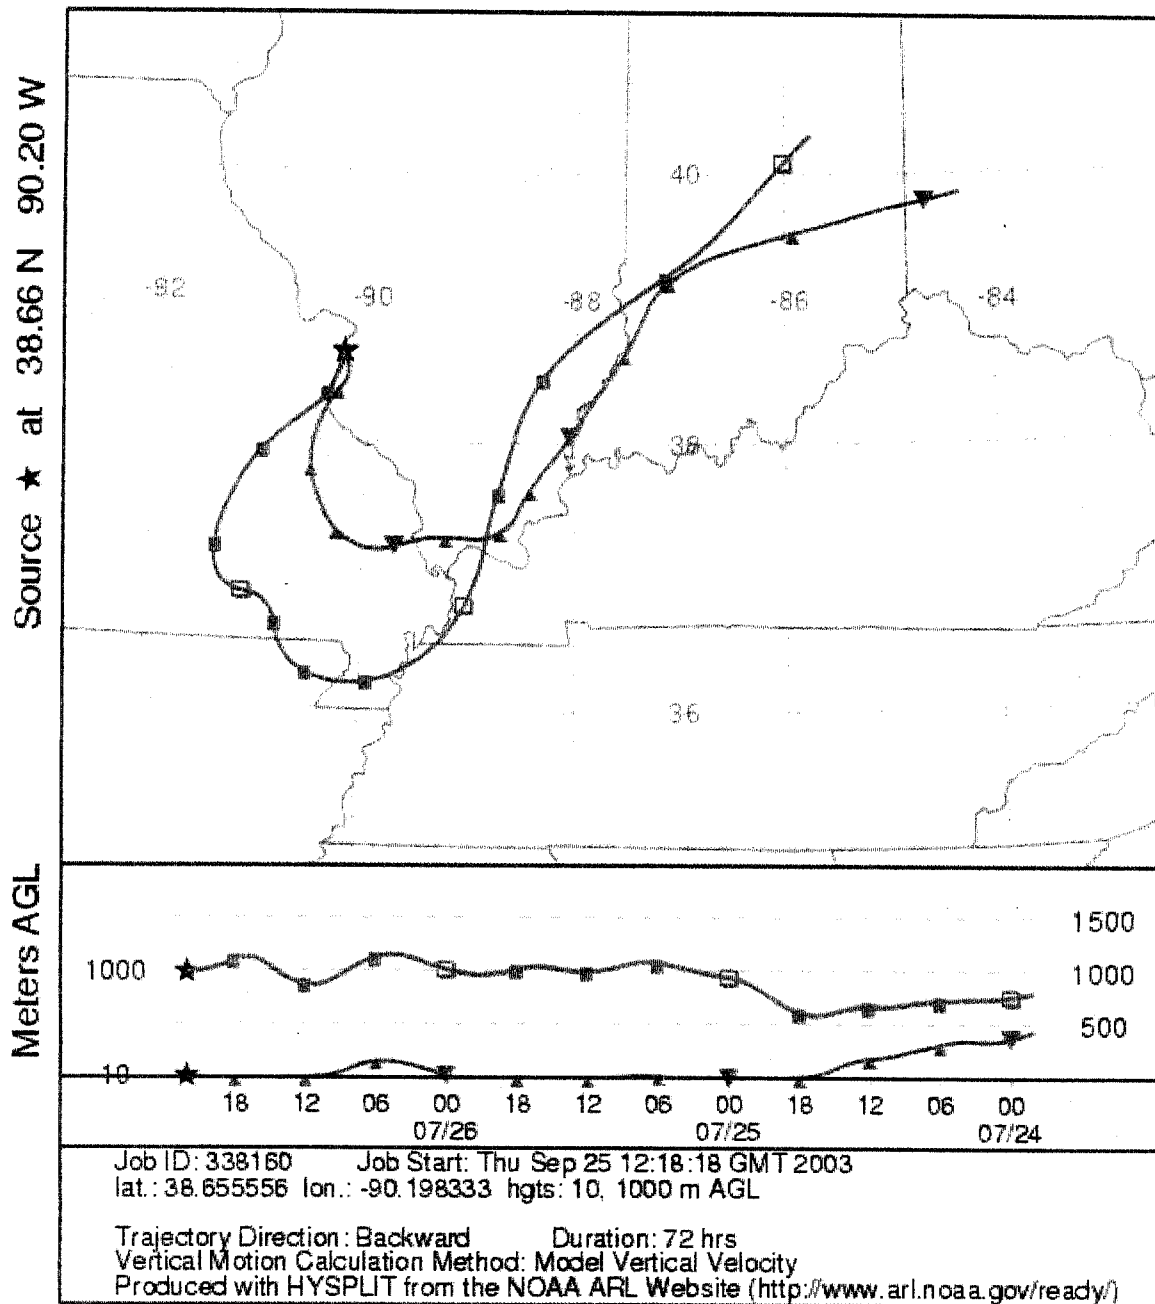 Source ★ at 38.66 N 90.20 W
40
-92
-90
-88
-86
-84
38
36
Meters AGL
1500
1000
1000
500
10
18 12 06 00 18 12 06 00 18 12 06 00
07/26 07/25 07/24
Job ID: 338160 Job Start: Thu Sep 25 12:18:18 GMT 2003
lat.: 38.655556 lon.: -90.198333 hgts: 10, 1000 m AGL
Trajectory Direction: Backward Duration: 72 hrs
Vertical Motion Calculation Method: Model Vertical Velocity
Produced with HYSPLIT from the NOAA ARL Website (http://www.arl.noaa.gov/ready/)